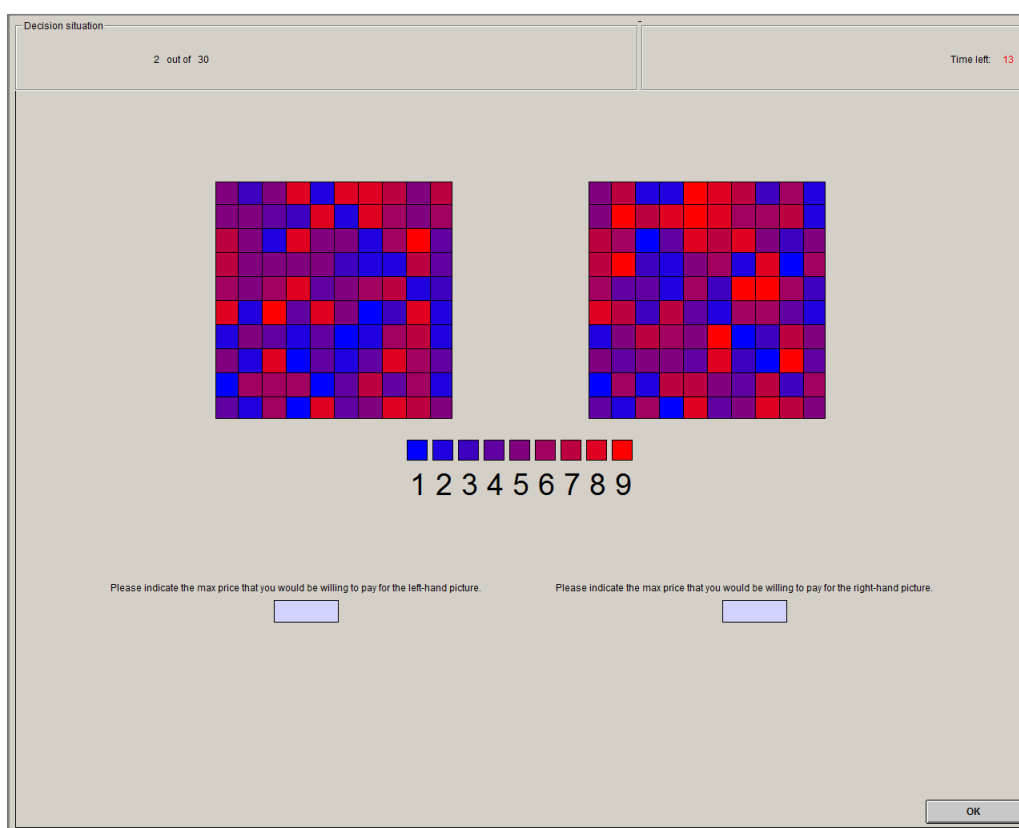 Decision situation
2 out of 30
Time left: 13
1 2 3 4 5 6 7 8 9
Please indicate the max price that you would be willing to pay for the left-hand picture.
Please indicate the max price that you would be willing to pay for the right-hand picture.
OK